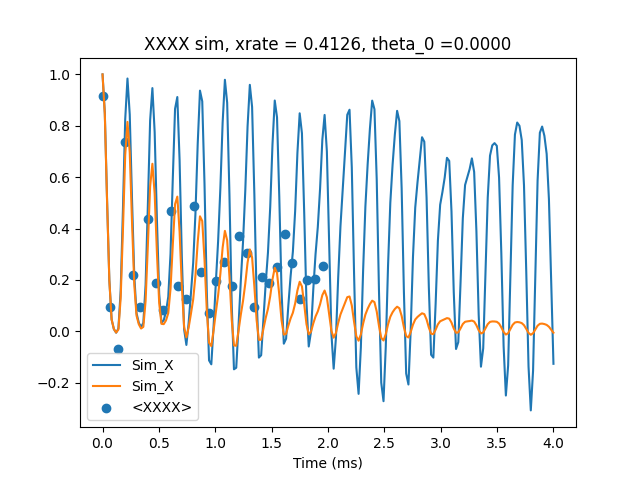 XXXX sim, xrate = 0.4126, theta_0 =0.0000
1.0
0.8
0.6
0.4
0.2
0.0
−0.2
Sim_X
Sim_X
<XXXX>
0.0 0.5 1.0 1.5 2.0 2.5 3.0 3.5 4.0
Time (ms)